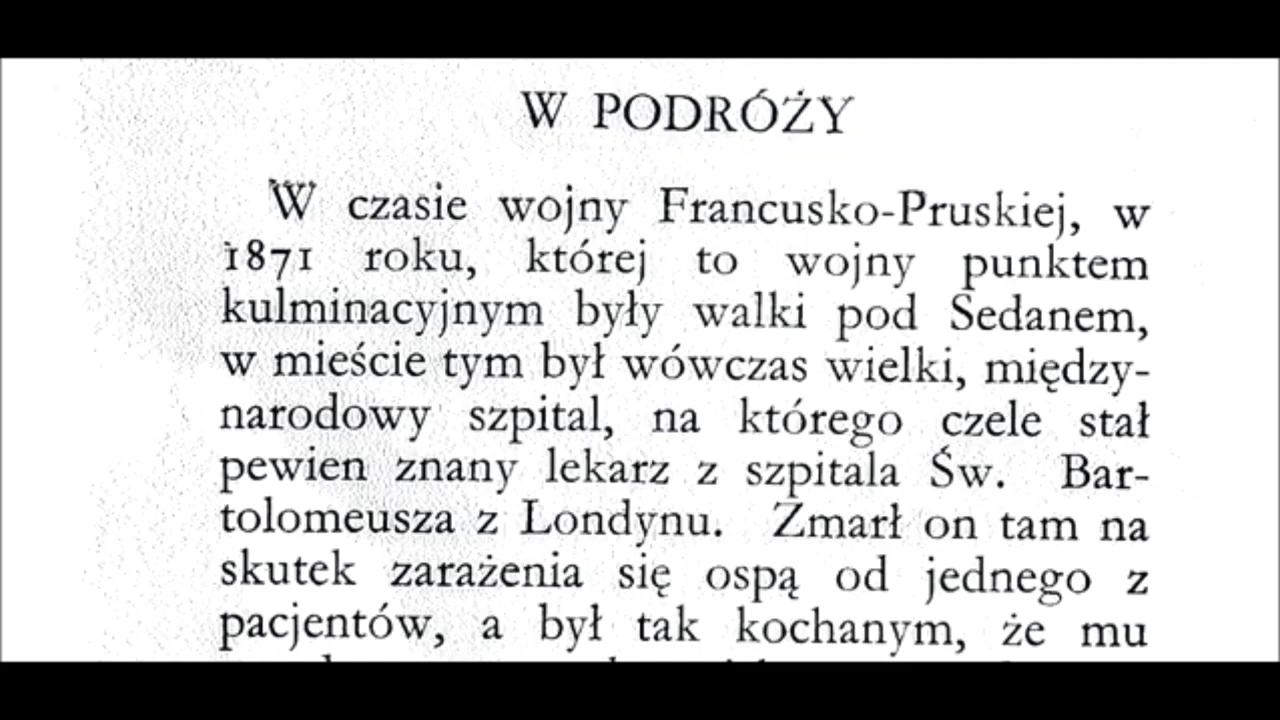 W PODRÓŻY
W czasie wojny Francusko-Pruskiej, w
1871 roku, której to wojny punktem
kulminacyjnym były walki pod Sedanem,
w mieście tym był wówczas wielki, między-
narodowy szpital, na którego czele stał
pewien znany lekarz z szpitala Św. Bar-
tolomeusza z Londynu. Zmarł on tam na
skutek zarażenia się ospą od jednego z
pacjentów, a był tak kochanym, że mu